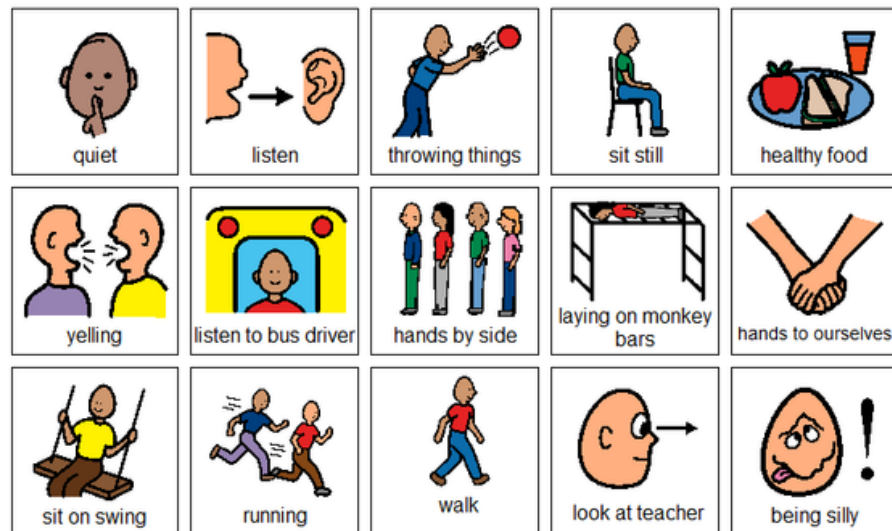 quiet
listen
throwing things
sit still
healthy food
yelling
listen to bus driver
hands by side
laying on monkey
bars
hands to ourselves
sit on swing
running
walk
look at teacher
being silly